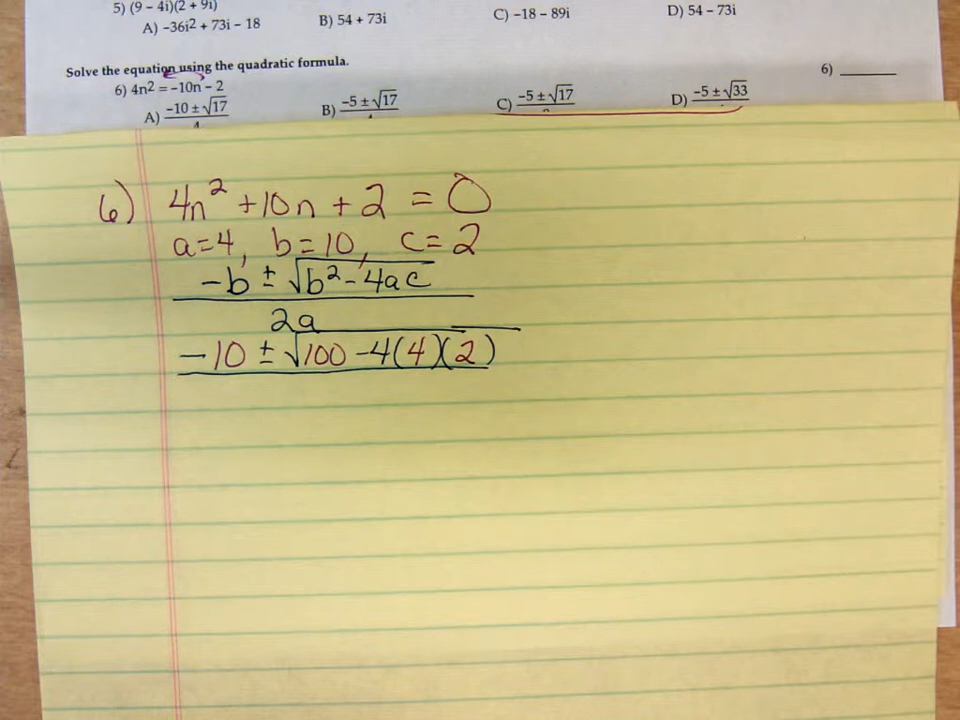 5) (9 – 4i)(2 + 9i)
A) –36i2 + 73i – 18 B) 54 + 73i C) –18 – 89i D) 54 – 73i
Solve the equation using the quadratic formula.
6) 4n2 = –10n – 2 6) ______
A) –10 ± √17 B) –5 ± √17 C) –5 ± √17 D) –5 ± √33
6) 4n² + 10n + 2 = 0
a = 4, b = 10, c = 2
–b ± √b² – 4ac
2a
–10 ± √100 – 4(4)(2)